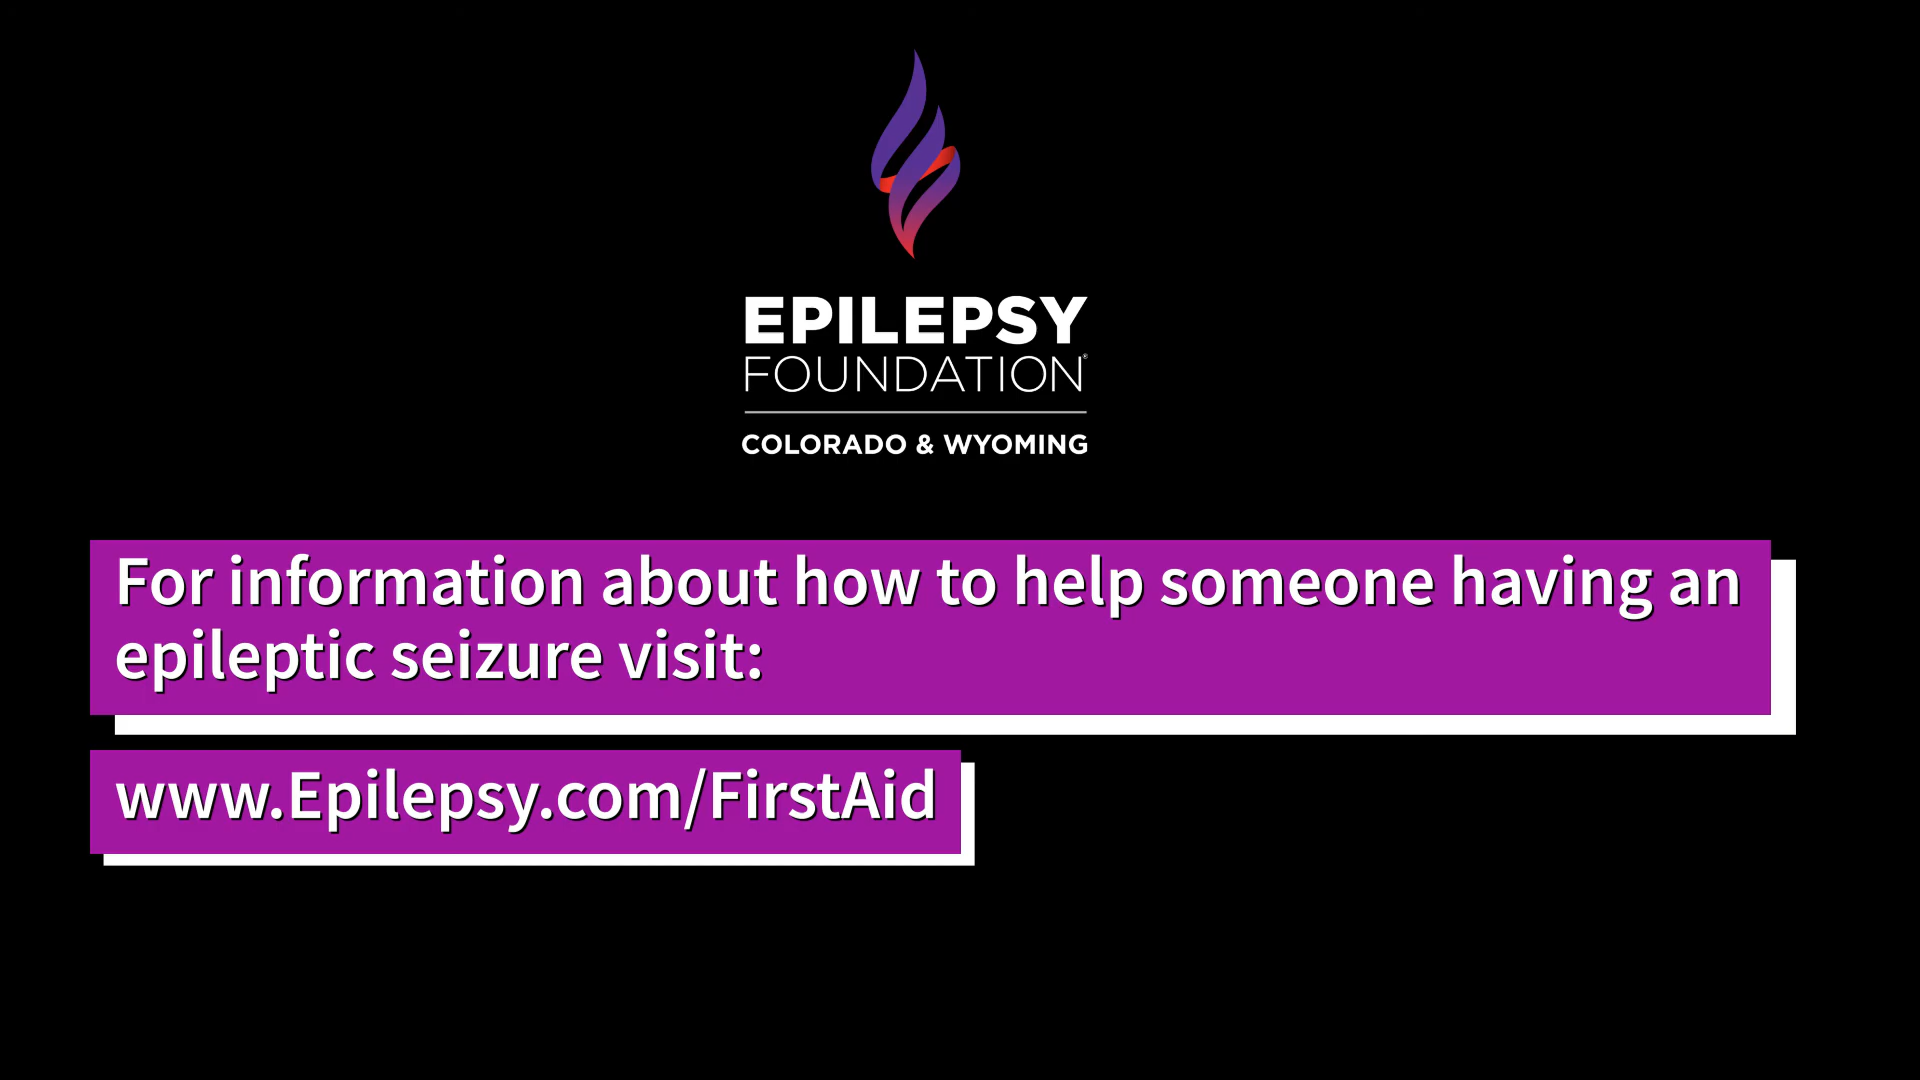 EPILEPSY
FOUNDATION®
COLORADO & WYOMING
For information about how to help someone having an
epileptic seizure visit:
www.Epilepsy.com/FirstAid